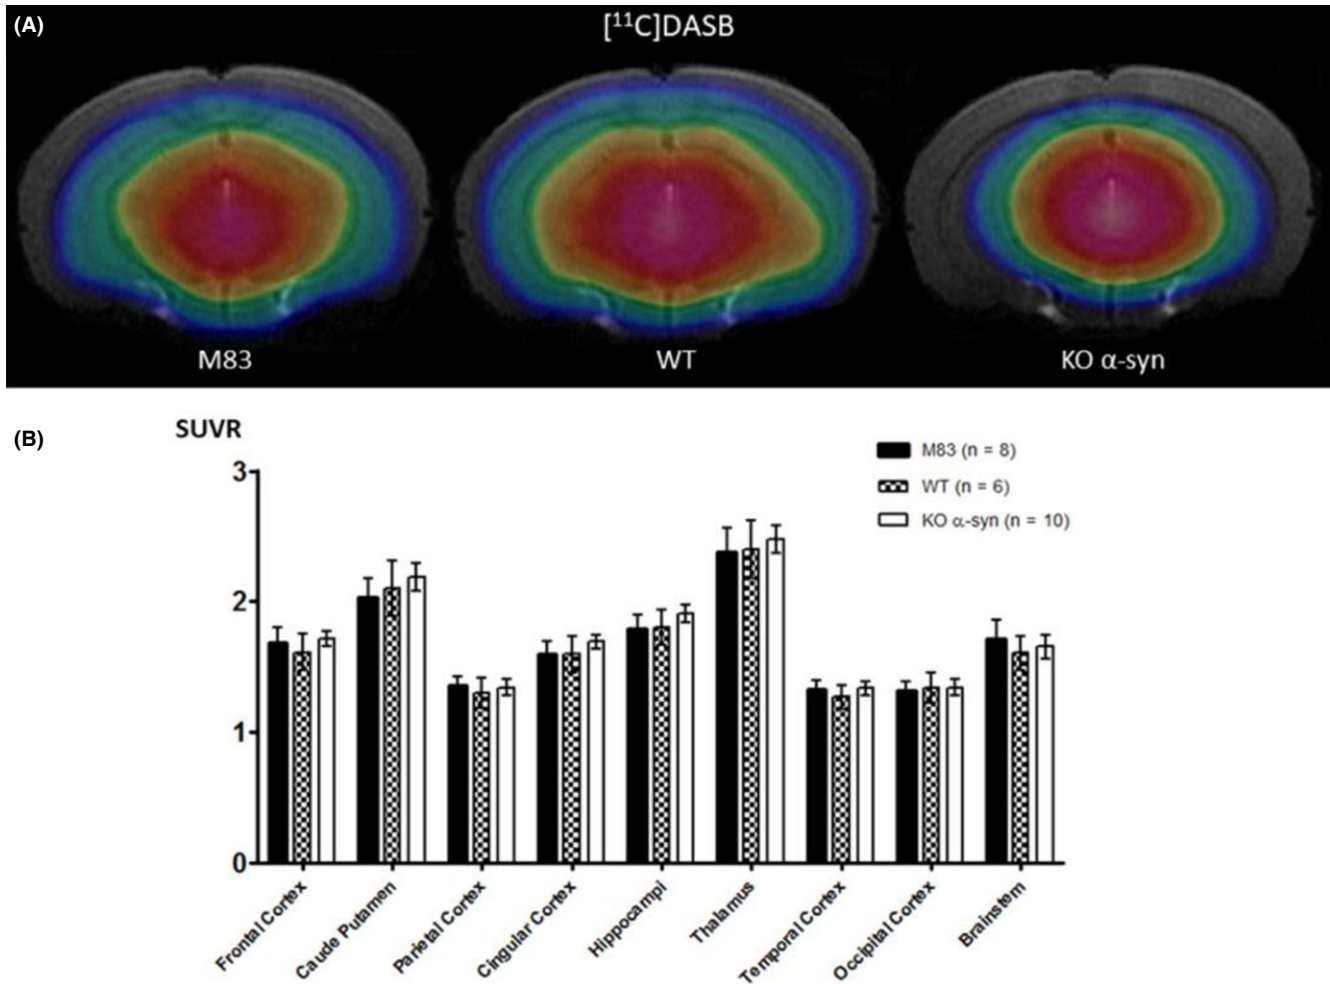 (A)
[¹¹C]DASB
M83
WT
KO α-syn
(B)
SUVR
M83 (n = 8)
WT (n = 6)
KO α-syn (n = 10)
3
2
1
0
Frontal Cortex
Caude Putamen
Parietal Cortex
Cingular Cortex
Hippocampi
Thalamus
Temporal Cortex
Occipital Cortex
Brainstem